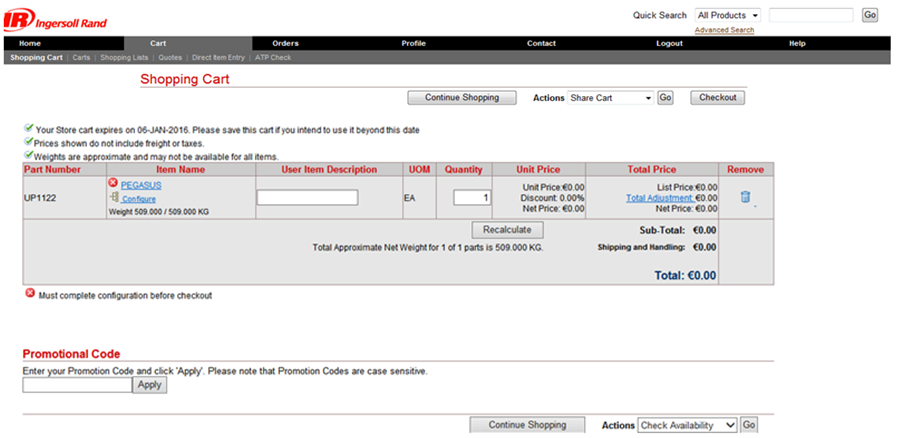 IR Ingersoll Rand
Quick Search All Products Go
Advanced Search
Home Cart Orders Profile Contact Logout Help
Shopping Cart | Carts | Shopping Lists | Quotes | Direct Item Entry | ATP Check
Shopping Cart
Continue Shopping Actions Share Cart Go Checkout
Your Store cart expires on 06-JAN-2016. Please save this cart if you intend to use it beyond this date
Prices shown do not include freight or taxes.
Weights are approximate and may not be available for all items.
Part Number Item Name User Item Description UOM Quantity Unit Price Total Price Remove
UP1122 PEGASUS EA 1 Unit Price:€0.00 List Price:€0.00
Configure Discount: 0.00% Total Adjustment: €0.00
Weight 509.000 / 509.000 KG Net Price: €0.00 Net Price: €0.00
Recalculate Sub-Total: €0.00
Total Approximate Net Weight for 1 of 1 parts is 509.000 KG. Shipping and Handling: €0.00
Total: €0.00
Must complete configuration before checkout
Promotional Code
Enter your Promotion Code and click 'Apply'. Please note that Promotion Codes are case sensitive.
Apply
Continue Shopping Actions Check Availability Go